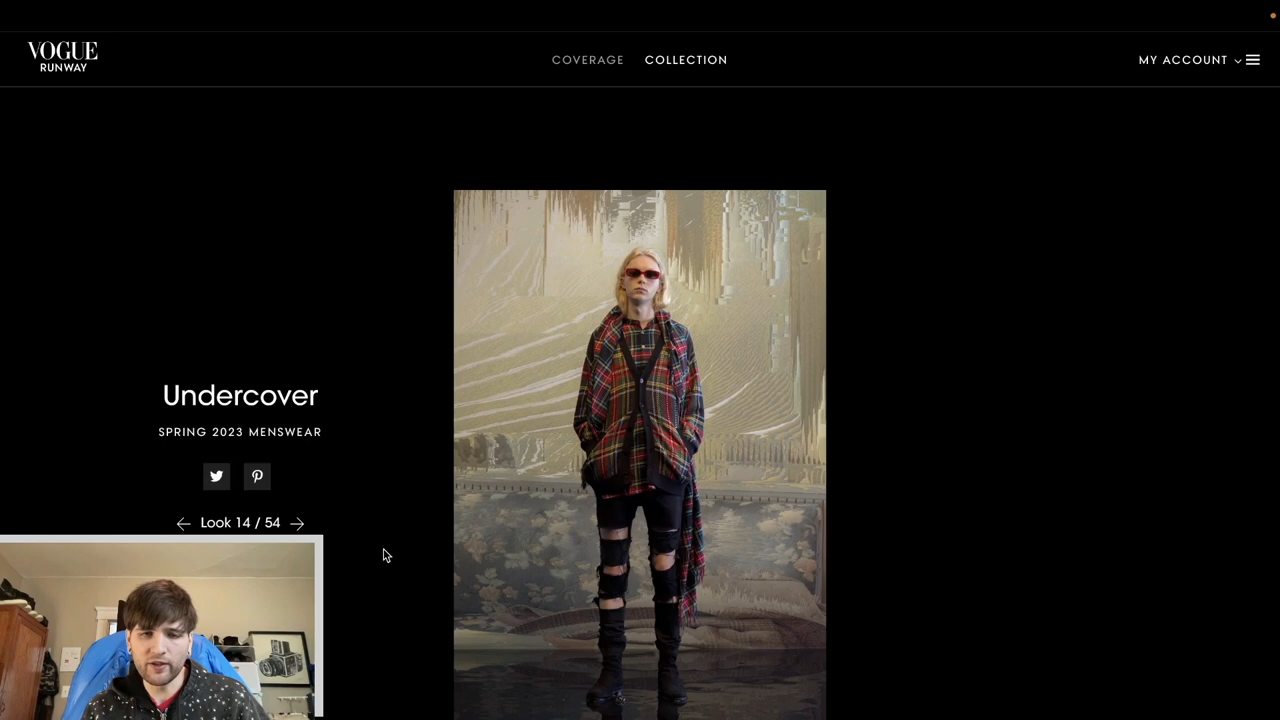 VOGUE
RUNWAY
COVERAGE
COLLECTION
MY ACCOUNT
Undercover
SPRING 2023 MENSWEAR
Look 14 / 54